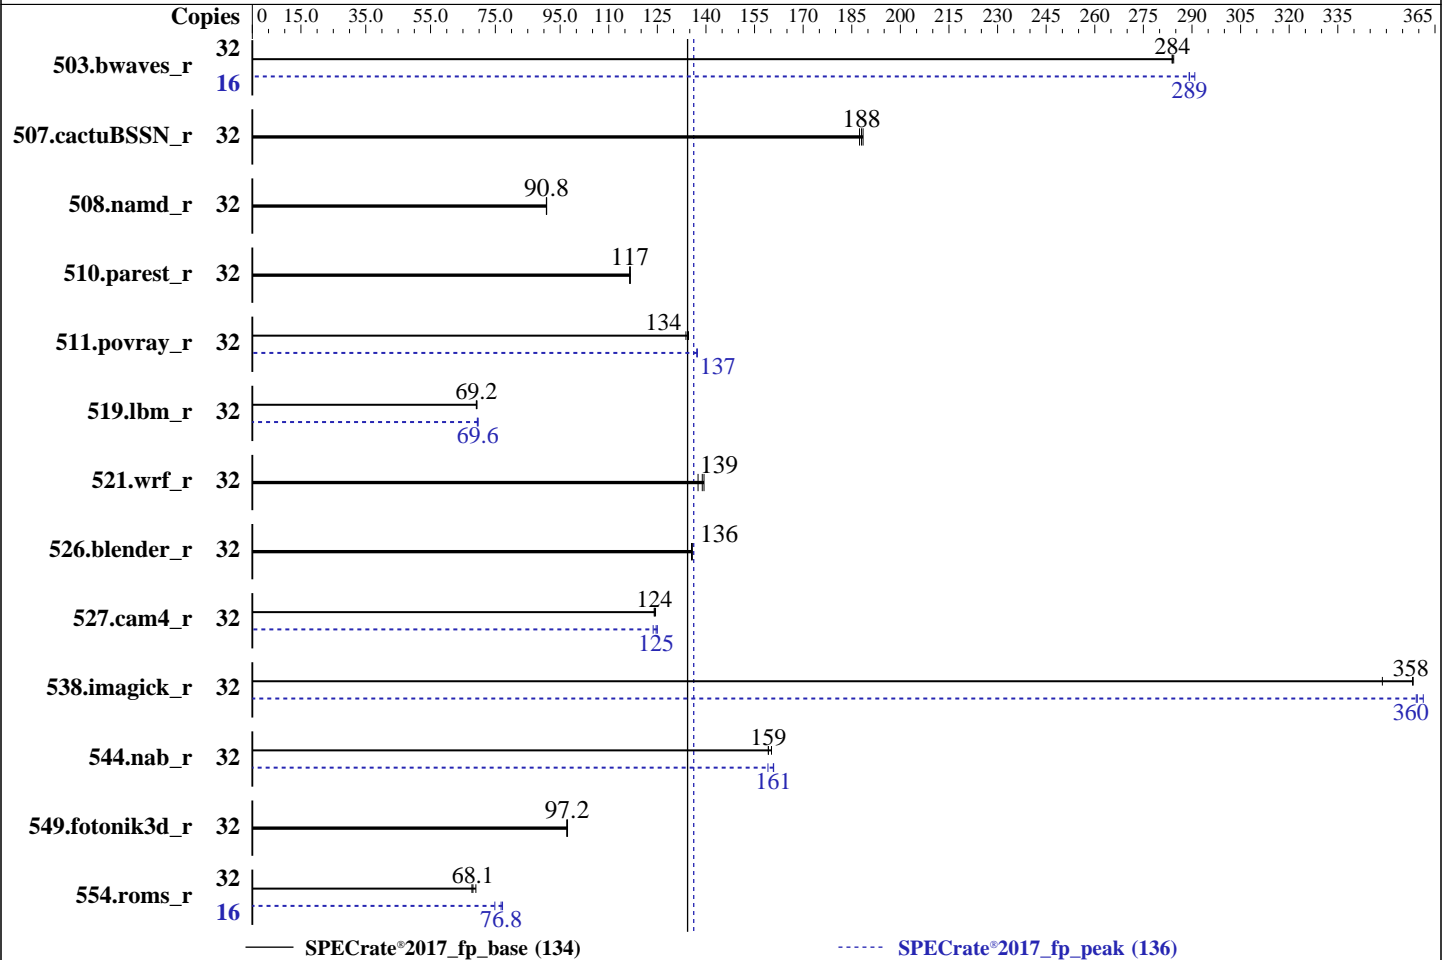 Copies 0 15.0 35.0 55.0 75.0 95.0 110 125 140 155 170 185 200 215 230 245 260 275 290 305 320 335 365
503.bwaves_r 32 284
16 289
507.cactuBSSN_r 32 188
508.namd_r 32 90.8
510.parest_r 32 117
511.povray_r 32 134
137
519.lbm_r 32 69.2
69.6
521.wrf_r 32 139
526.blender_r 32 136
527.cam4_r 32 124
125
538.imagick_r 32 358
360
544.nab_r 32 159
161
549.fotonik3d_r 32 97.2
554.roms_r 32 68.1
16 76.8
SPECrate®2017_fp_base (134) SPECrate®2017_fp_peak (136)